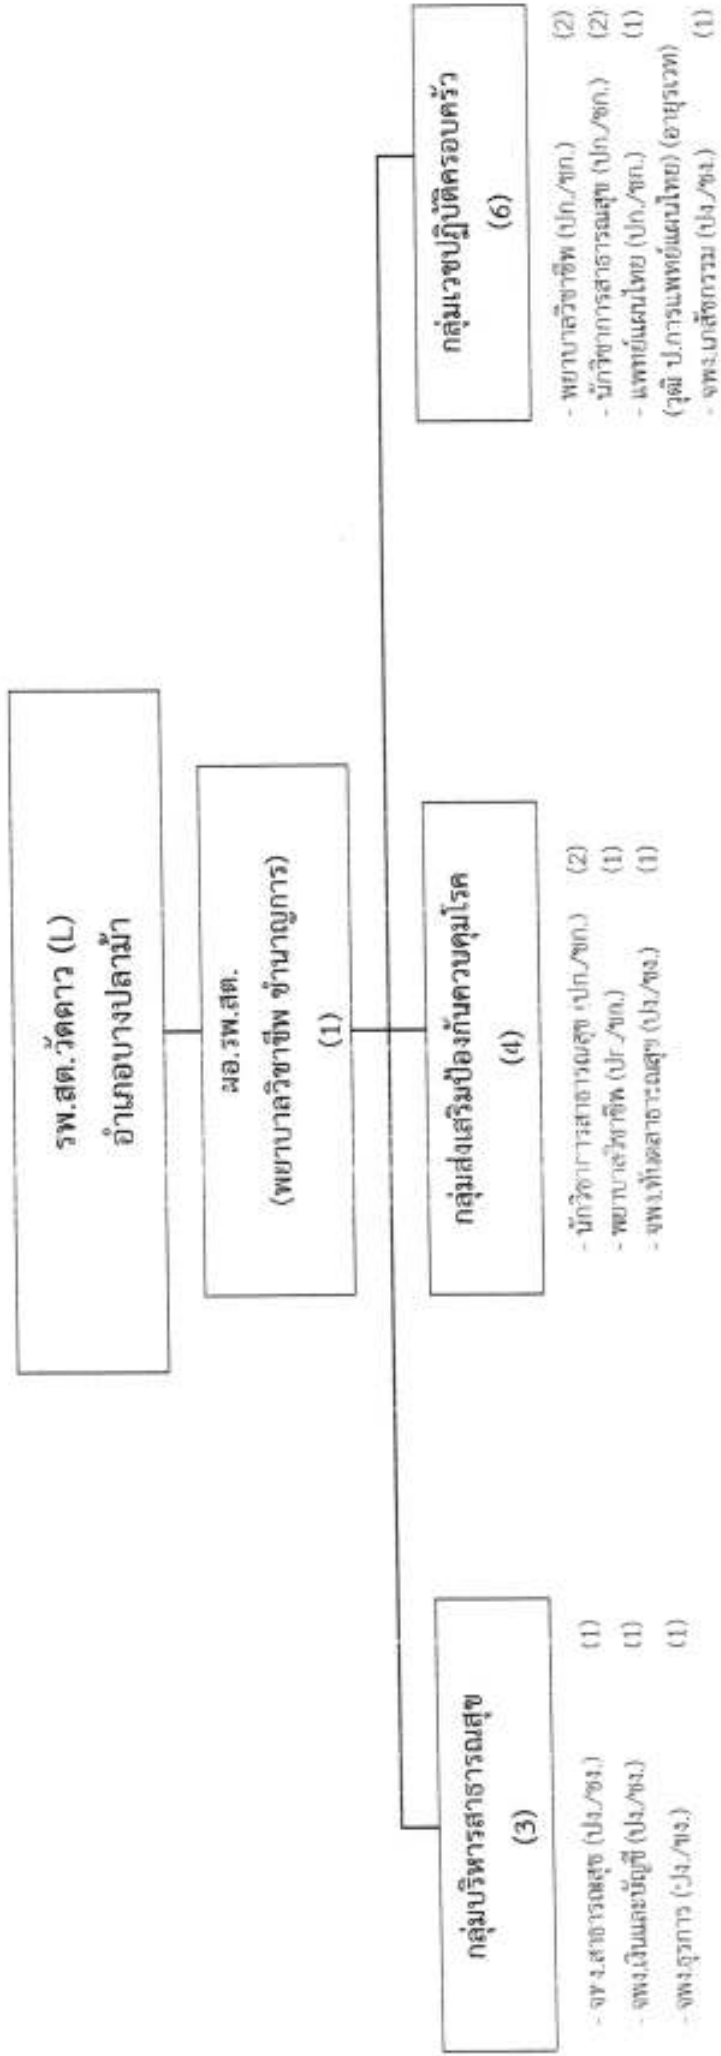 รพ.สต.วัดดาว (L)
อำเภอบางปลาม้า
ผอ.รพ.สต.
(พยาบาลวิชาชีพ ชำนาญการ)
(1)
กลุ่มบริหารสาธารณสุข
(3)
- จพง.สาธารณสุข (ปง./ชง.) (1)
- จพง.เงินและบัญชี (ปง./ชง.) (1)
- จพง.ธุรการ (ปง./ชง.) (1)
กลุ่มส่งเสริมป้องกันควบคุมโรค
(4)
- นักวิชาการสาธารณสุข (ปก./ชก.) (2)
- พยาบาลวิชาชีพ (ปก./ชก.) (1)
- จพง.ทันตสาธารณสุข (ปง./ชง.) (1)
กลุ่มเวชปฏิบัติครอบครัว
(6)
- พยาบาลวิชาชีพ (ปก./ชก.) (2)
- นักวิชาการสาธารณสุข (ปก./ชก.) (2)
- แพทย์แผนไทย (ปก./ชก.) (1)
(วุฒิ ป.การแพทย์แผนไทย) (อายุรเวท)
- จพง.เภสัชกรรม (ปง./ชง.) (1)